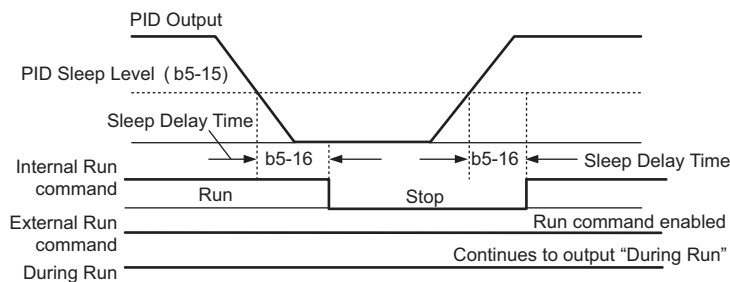 PID Output
PID Sleep Level ( b5-15)
Sleep Delay Time
b5-16
b5-16
Sleep Delay Time
Internal Run
command
Run
Stop
External Run
command
Run command enabled
Continues to output “During Run”
During Run